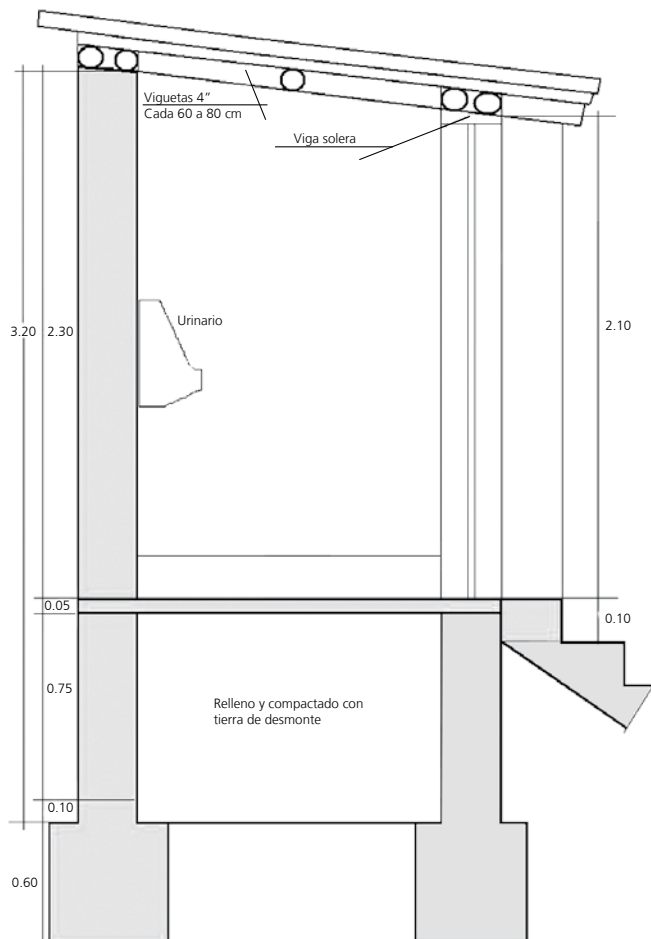 Viguetas 4”
Cada 60 a 80 cm
Viga solera
Urinario
3.20
2.30
2.10
0.05
0.10
0.75
Relleno y compactado con
tierra de desmonte
0.10
0.60